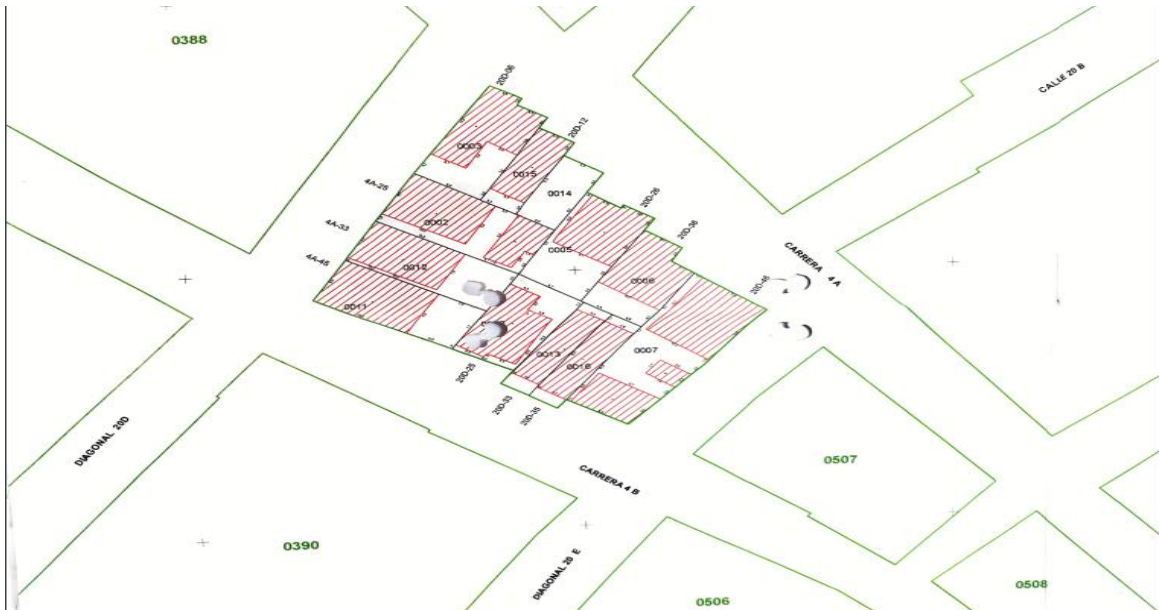 0388
CALLE 20 B
20D-06
20D-12
0003
0015
0014
4A-25
20D-26
0002
4A-33
20D-36
0005
CARRERA 4A
4A-45
0012
0006
20D-46
0011
0013
0007
0016
20D-25
20D-33
20D-35
DIAGONAL 20D
0507
CARRERA 4 B
0390
DIAGONAL 20 E
0508
0506